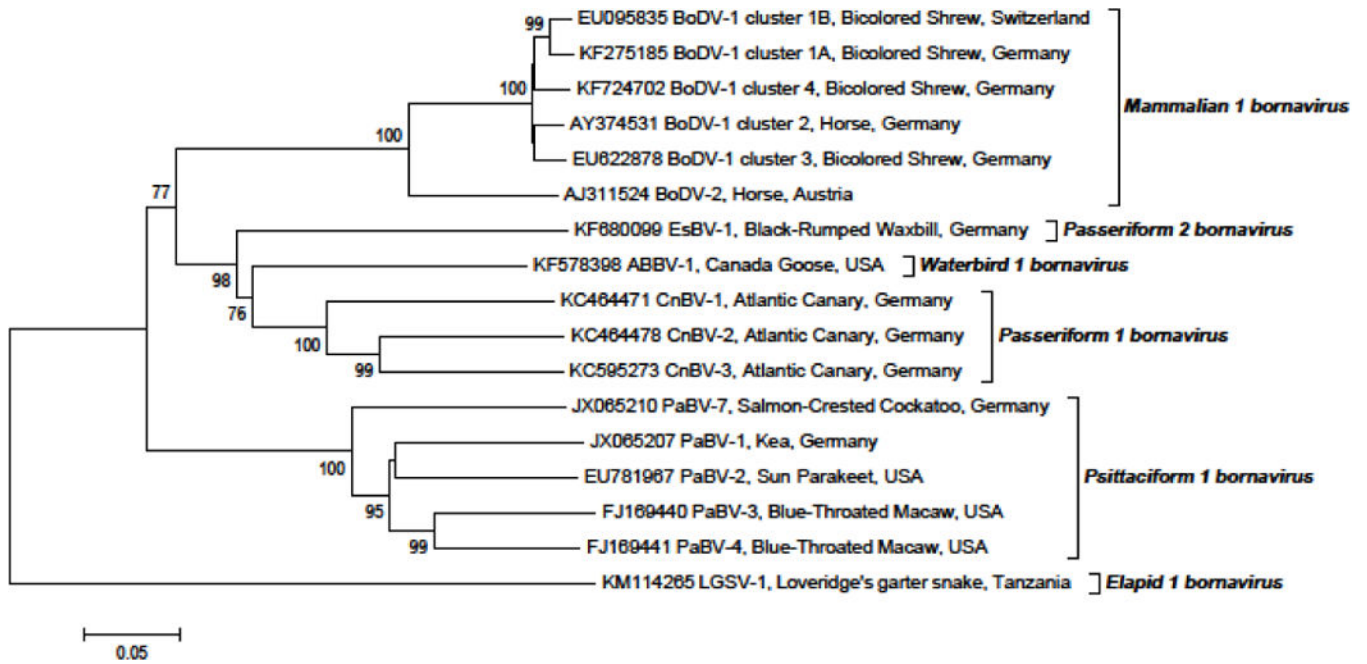 99
EU095835 BoDV-1 cluster 1B, Bicolored Shrew, Switzerland
KF275185 BoDV-1 cluster 1A, Bicolored Shrew, Germany
100
KF724702 BoDV-1 cluster 4, Bicolored Shrew, Germany
Mammalian 1 bornavirus
100
AY374531 BoDV-1 cluster 2, Horse, Germany
EU622878 BoDV-1 cluster 3, Bicolored Shrew, Germany
77
AJ311524 BoDV-2, Horse, Austria
KF680099 EsBV-1, Black-Rumped Waxbill, Germany
Passeriform 2 bornavirus
98
KF578398 ABBV-1, Canada Goose, USA
Waterbird 1 bornavirus
76
KC464471 CnBV-1, Atlantic Canary, Germany
100
KC464478 CnBV-2, Atlantic Canary, Germany
Passeriform 1 bornavirus
99
KC595273 CnBV-3, Atlantic Canary, Germany
JX065210 PaBV-7, Salmon-Crested Cockatoo, Germany
JX065207 PaBV-1, Kea, Germany
100
EU781967 PaBV-2, Sun Parakeet, USA
Psittaciform 1 bornavirus
95
FJ169440 PaBV-3, Blue-Throated Macaw, USA
99
FJ169441 PaBV-4, Blue-Throated Macaw, USA
KM114265 LGSV-1, Loveridge's garter snake, Tanzania
Elapid 1 bornavirus
0.05